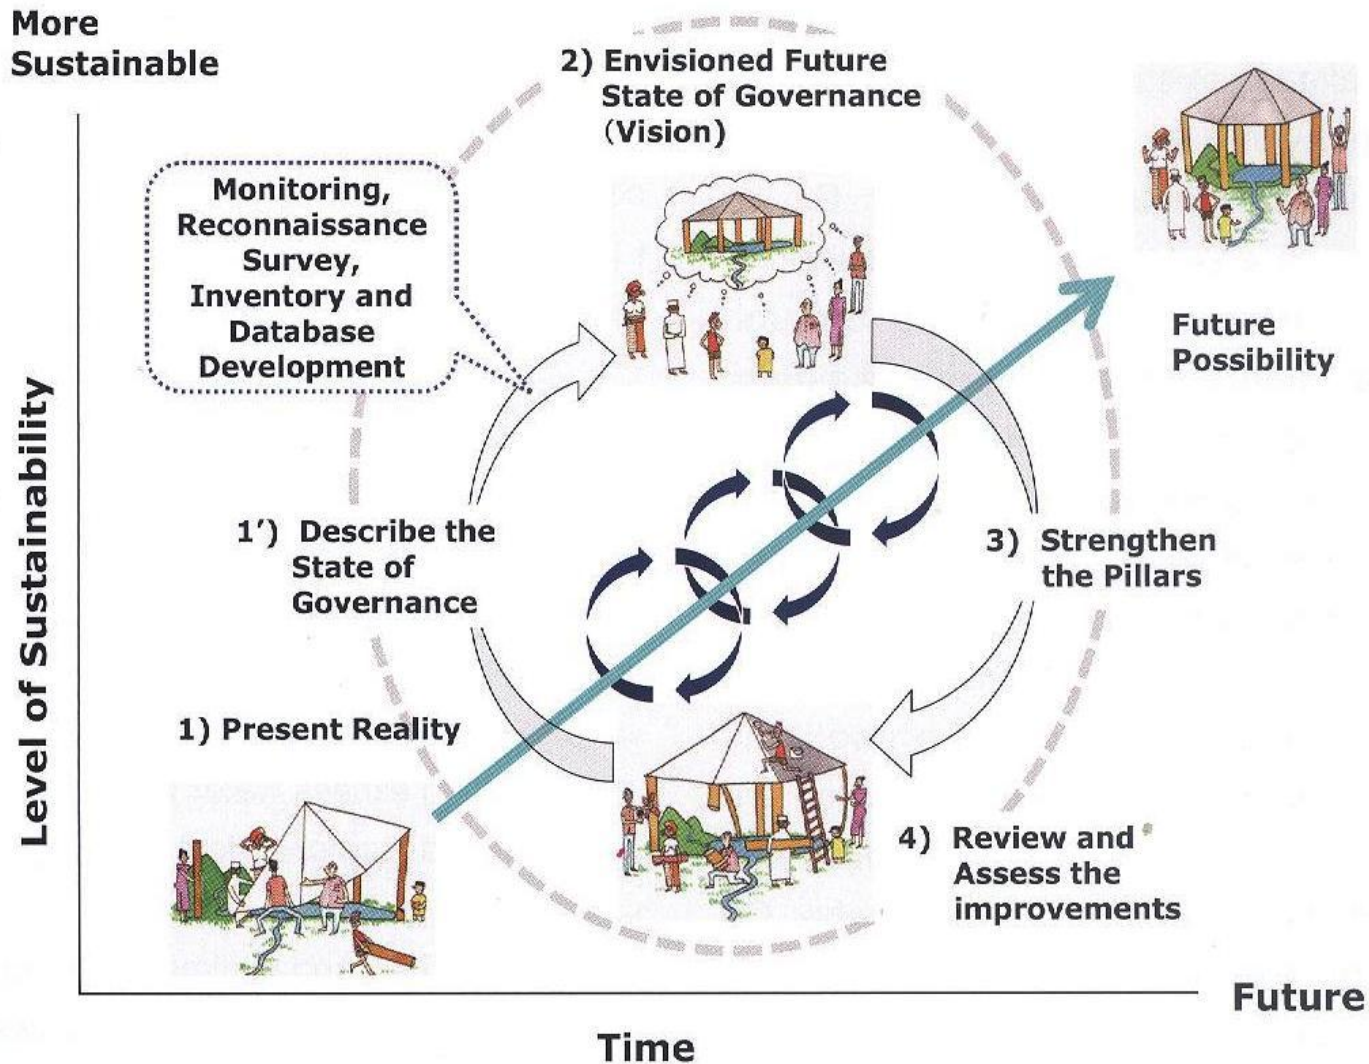 More
Sustainable
2) Envisioned Future
State of Governance
(Vision)
Monitoring,
Reconnaissance
Survey,
Inventory and
Database
Development
Future
Possibility
Level of Sustainability
1') Describe the
State of
Governance
3) Strengthen
the Pillars
1) Present Reality
4) Review and
Assess the
improvements
Future
Time